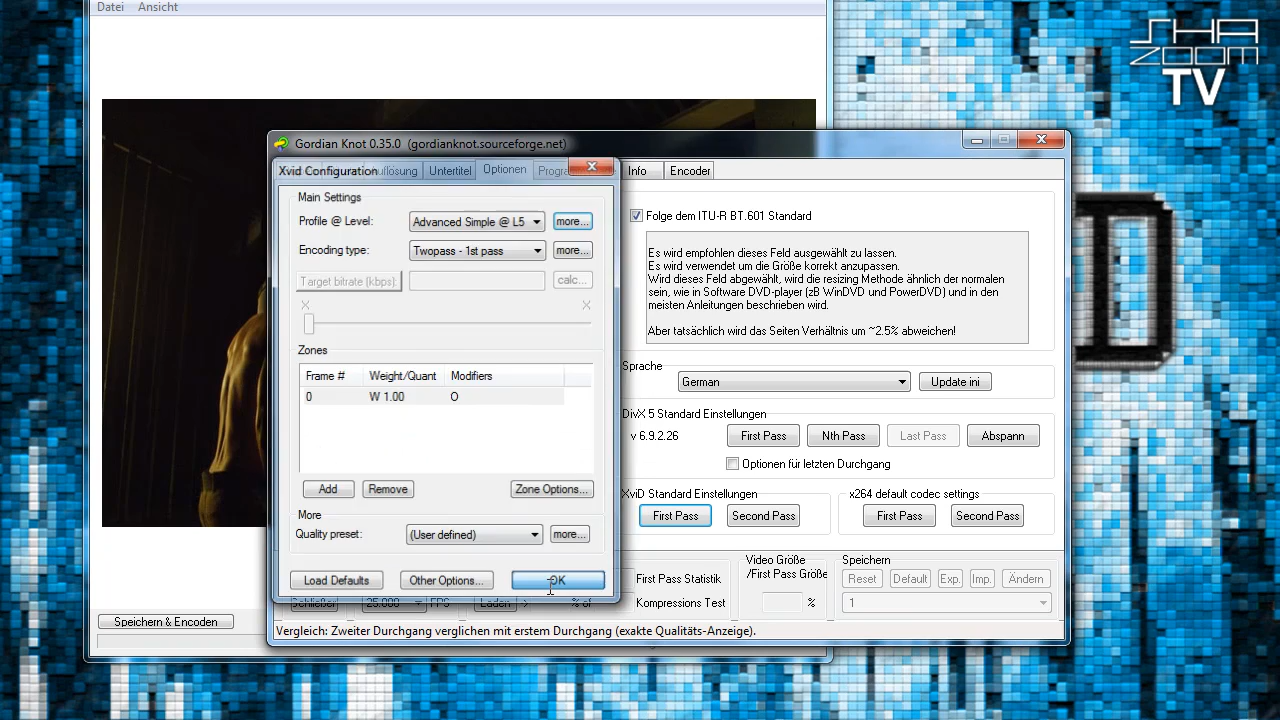 Datei Ansicht
SHA
ZOOM
TV
Gordian Knot 0.35.0 (gordianknot.sourceforge.net)
Xvid Configuration Untertitel Optionen Info Encoder
Main Settings
Profile @ Level: Advanced Simple @ L5 more...
Encoding type: Twopass - 1st pass more...
Target bitrate (kbps): calc...
Zones
Frame # Weight/Quant Modifiers
0 W 1.00 O
Add Remove Zone Options...
More
Quality preset: (User defined) more...
Load Defaults Other Options... OK
Folge dem ITU-R BT.601 Standard
Es wird empfohlen dieses Feld ausgewählt zu lassen.
Es wird verwendet um die Größe korrekt anzupassen.
Wird dieses Feld abgewählt, wird die resizing Methode ähnlich der normalen
sein, wie in Software DVD-player (zB WinDVD und PowerDVD) und in den
meisten Anleitungen beschrieben wird.
Aber tatsächlich wird das Seiten Verhältnis um ~2.5% abweichen!
Sprache
German Update ini
DivX 5 Standard Einstellungen
v 6.9.2.26 First Pass Nth Pass Last Pass Abspann
Optionen für letzten Durchgang
XviD Standard Einstellungen
First Pass Second Pass
x264 default codec settings
First Pass Second Pass
First Pass Statistik
Kompressions Test
Video Größe
/First Pass Größe
%
Speichern
Reset Default Exp. Imp. Ändern
1
25.000 FPS Laden % of
Speichern & Encoden
Vergleich: Zweiter Durchgang verglichen mit erstem Durchgang (exakte Qualitäts-Anzeige).